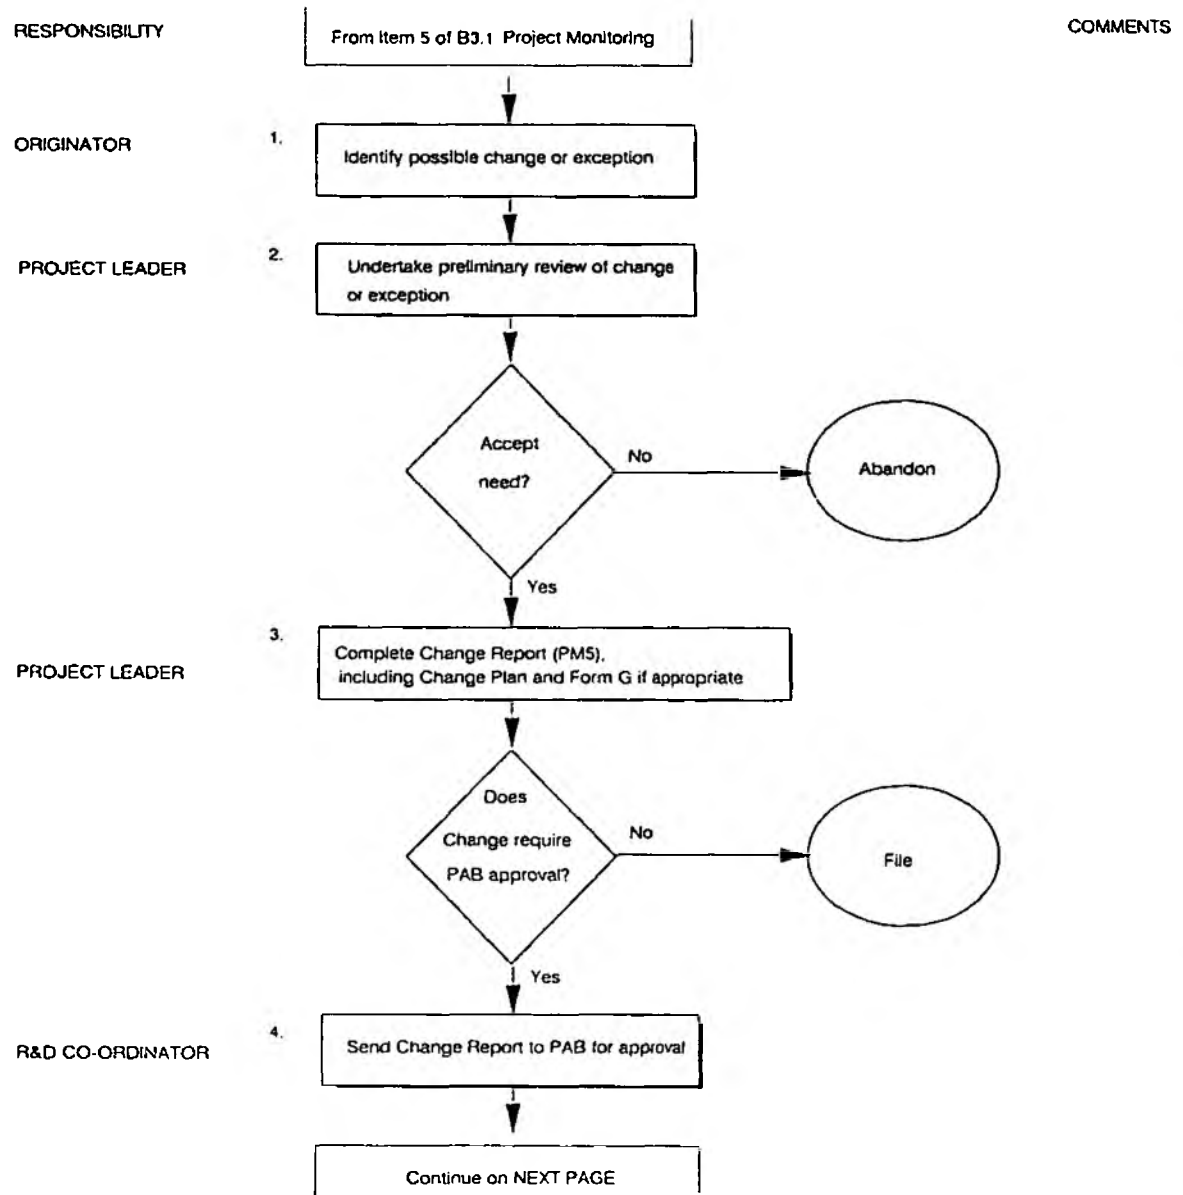 RESPONSIBILITY
From Item 5 of B3.1 Project Monitoring
COMMENTS
ORIGINATOR
1.
Identify possible change or exception
PROJECT LEADER
2.
Undertake preliminary review of change
or exception
Accept
need?
No
Abandon
Yes
PROJECT LEADER
3.
Complete Change Report (PM5),
including Change Plan and Form G if appropriate
Does
Change require
PAB approval?
No
File
Yes
R&D CO-ORDINATOR
4.
Send Change Report to PAB for approval
Continue on NEXT PAGE